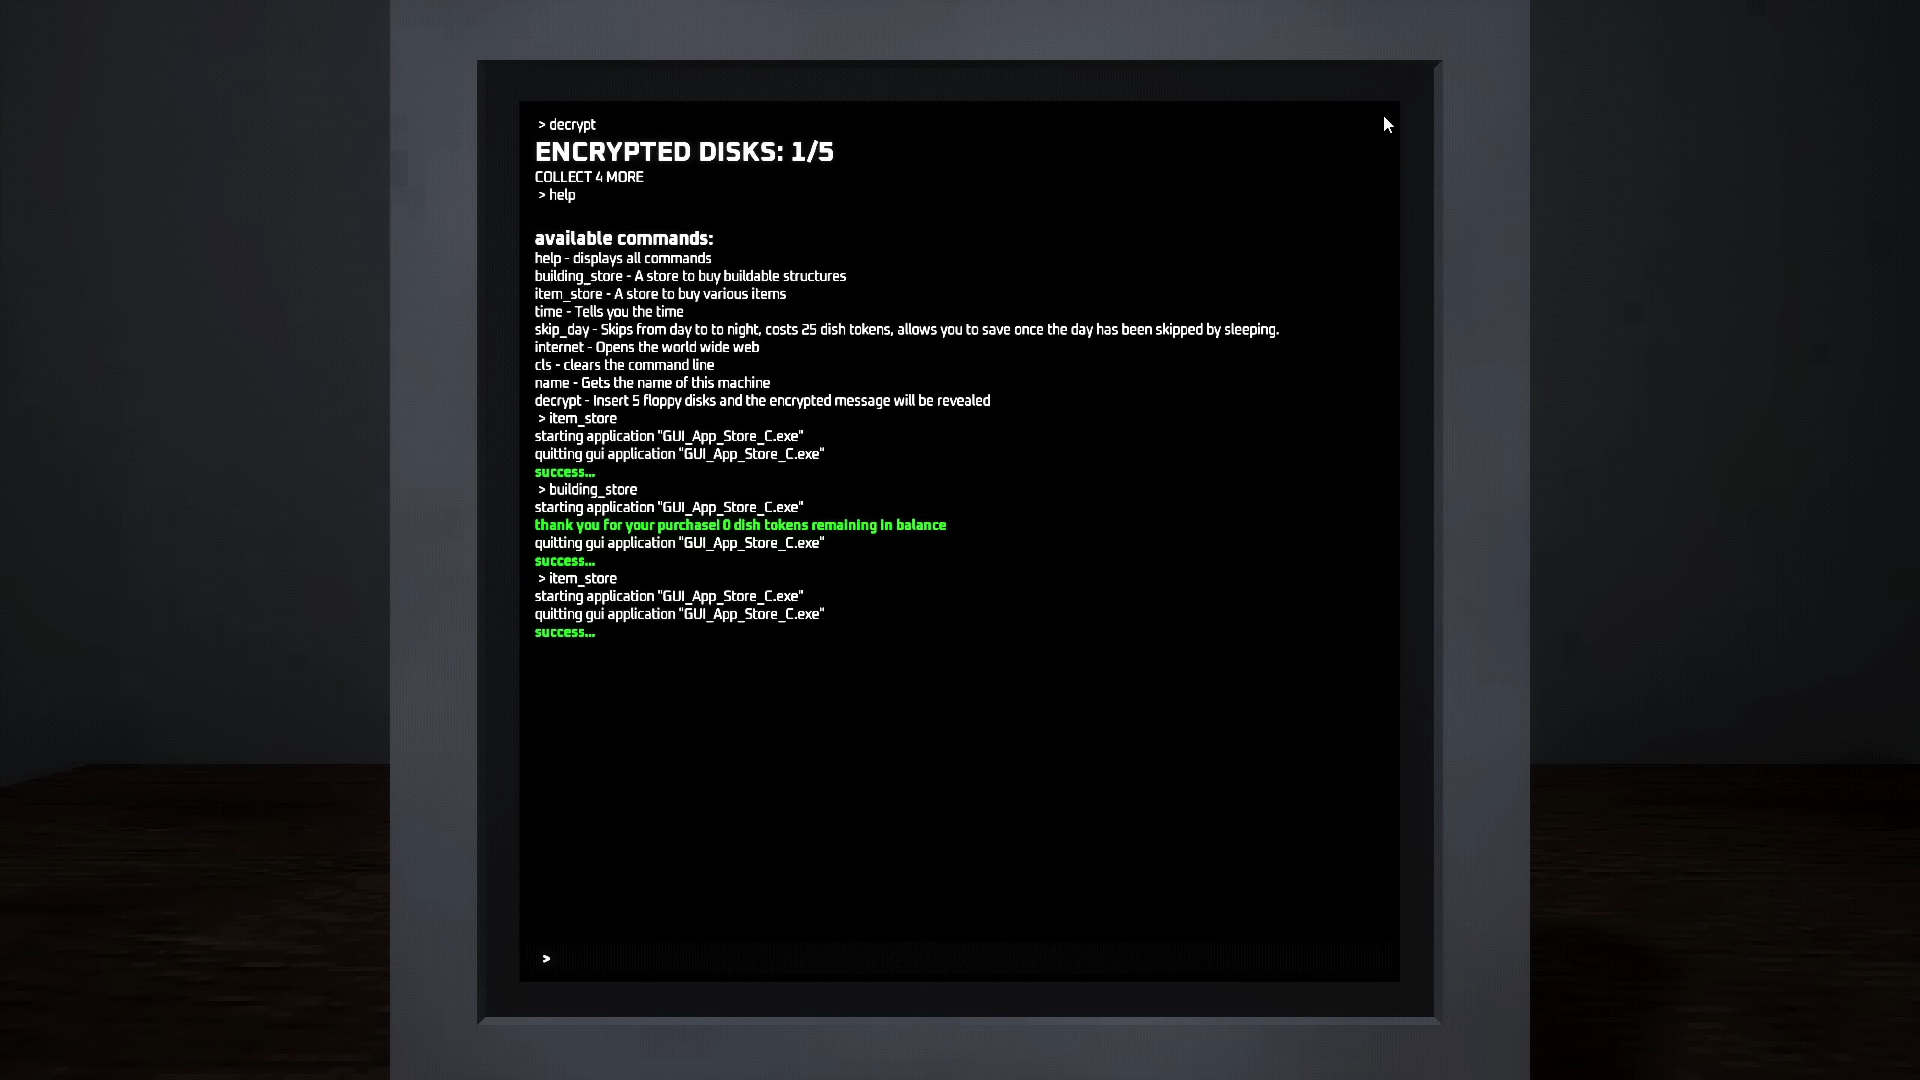 > decrypt
ENCRYPTED DISKS: 1/5
COLLECT 4 MORE
> help
available commands:
help - displays all commands
building_store - A store to buy buildable structures
item_store - A store to buy various items
time - Tells you the time
skip_day - Skips from day to to night, costs 25 dish tokens, allows you to save once the day has been skipped by sleeping.
internet - Opens the world wide web
cls - clears the command line
name - Gets the name of this machine
decrypt - Insert 5 floppy disks and the encrypted message will be revealed
> item_store
starting application "GUI_App_Store_C.exe"
quitting gui application "GUI_App_Store_C.exe"
success...
> building_store
starting application "GUI_App_Store_C.exe"
thank you for your purchase! 0 dish tokens remaining in balance
quitting gui application "GUI_App_Store_C.exe"
success...
> item_store
starting application "GUI_App_Store_C.exe"
quitting gui application "GUI_App_Store_C.exe"
success...
>